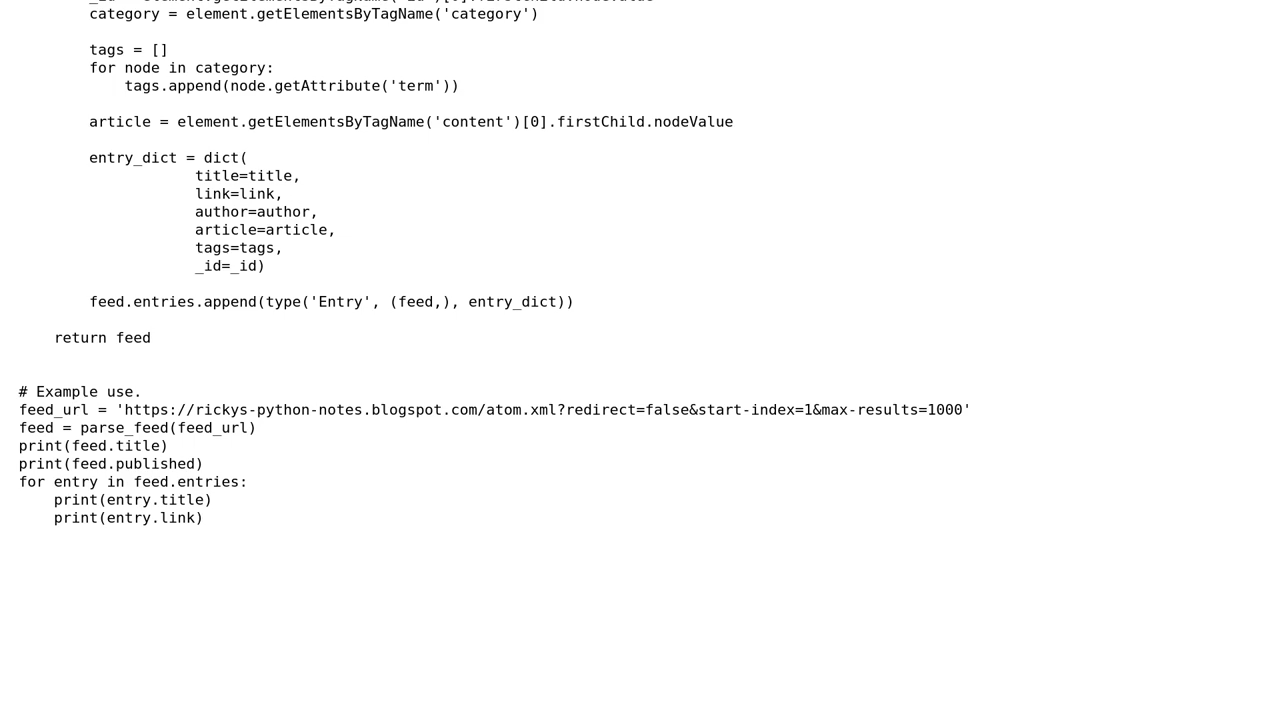 category = element.getElementsByTagName('category')
tags = []
for node in category:
tags.append(node.getAttribute('term'))
article = element.getElementsByTagName('content')[0].firstChild.nodeValue
entry_dict = dict(
title=title,
link=link,
author=author,
article=article,
tags=tags,
_id=_id)
feed.entries.append(type('Entry', (feed,), entry_dict))
return feed
# Example use.
feed_url = 'https://rickys-python-notes.blogspot.com/atom.xml?redirect=false&start-index=1&max-results=1000'
feed = parse_feed(feed_url)
print(feed.title)
print(feed.published)
for entry in feed.entries:
print(entry.title)
print(entry.link)